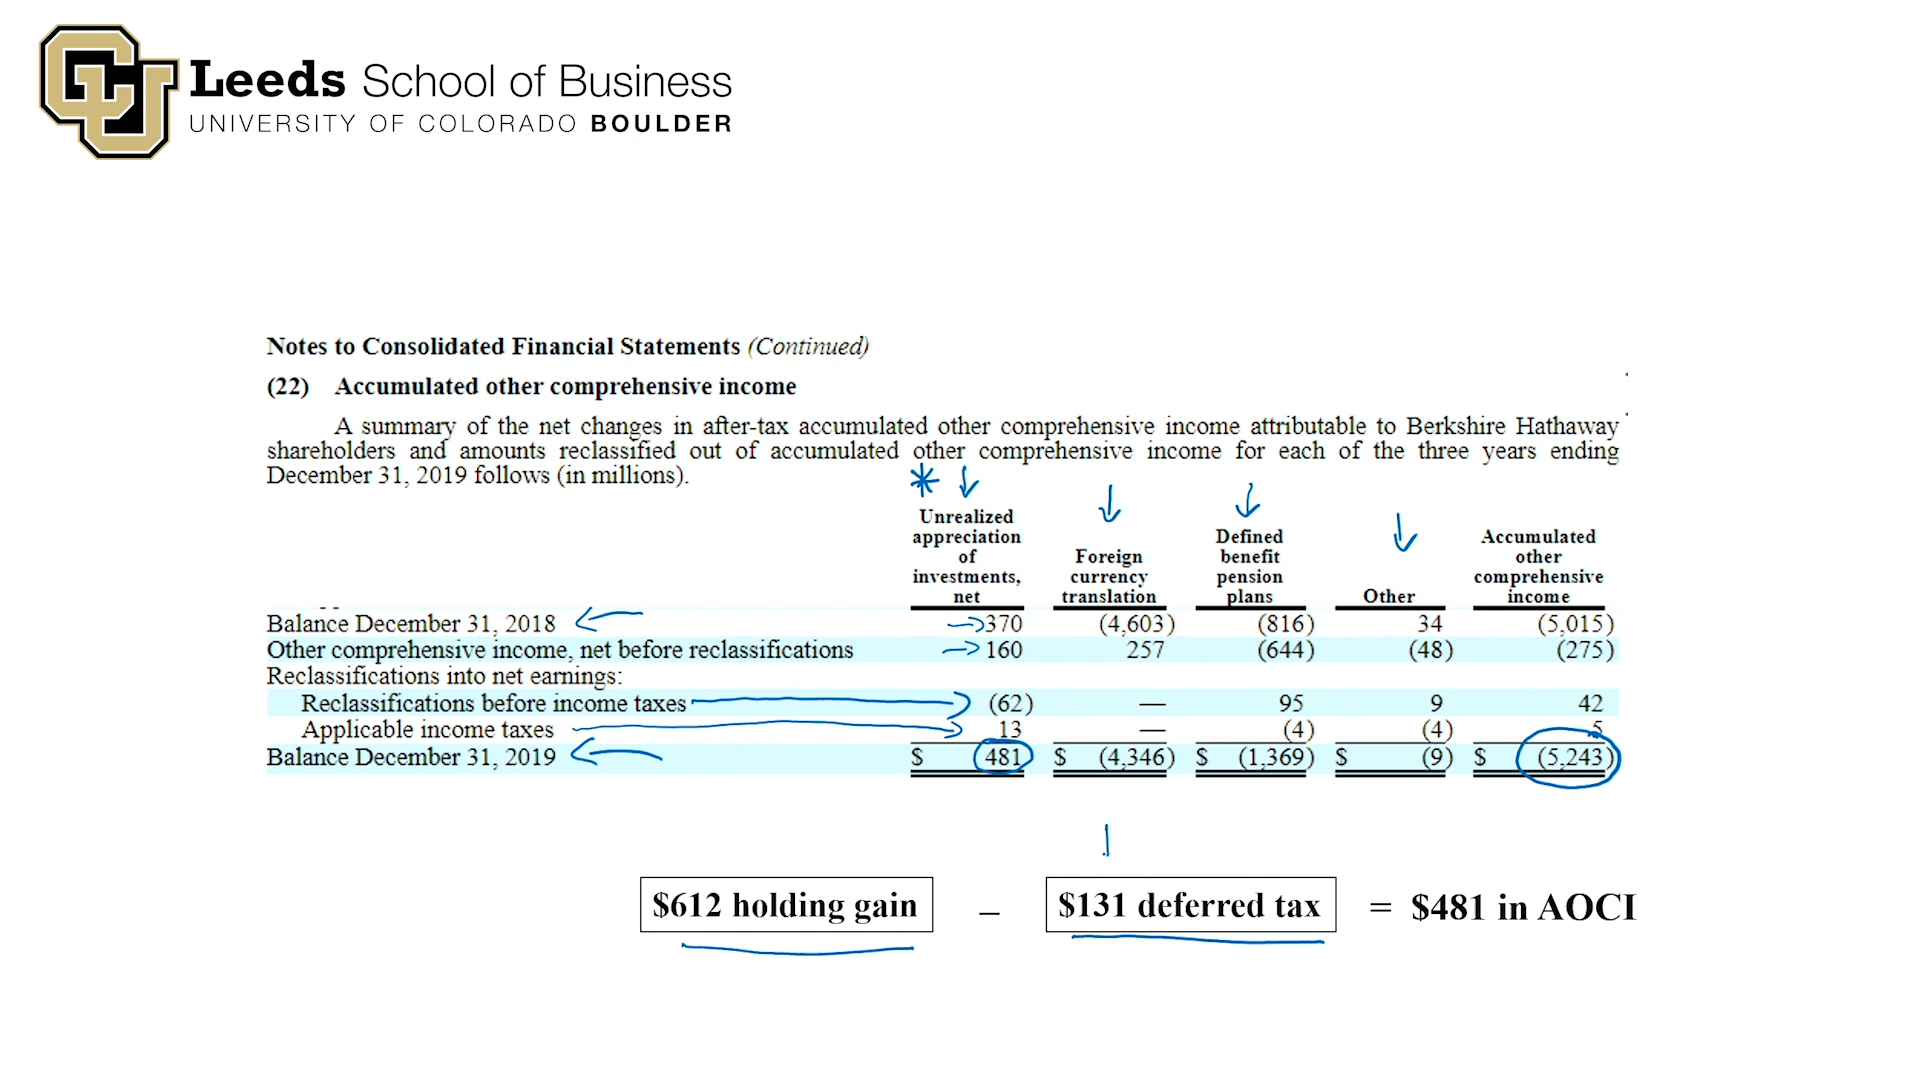 CU
Leeds School of Business
UNIVERSITY OF COLORADO BOULDER
Notes to Consolidated Financial Statements (Continued)
(22) Accumulated other comprehensive income
A summary of the net changes in after-tax accumulated other comprehensive income attributable to Berkshire Hathaway
shareholders and amounts reclassified out of accumulated other comprehensive income for each of the three years ending
December 31, 2019 follows (in millions).
Unrealized appreciation of investments, net
Foreign currency translation
Defined benefit pension plans
Other
Accumulated other comprehensive income
Balance December 31, 2018 370 (4,603) (816) 34 (5,015)
Other comprehensive income, net before reclassifications 160 257 (644) (48) (275)
Reclassifications into net earnings:
Reclassifications before income taxes (62) — 95 9 42
Applicable income taxes 13 — (4) (4) 5
Balance December 31, 2019 $ 481 $ (4,346) $ (1,369) $ (9) $ (5,243)
$612 holding gain – $131 deferred tax = $481 in AOCI